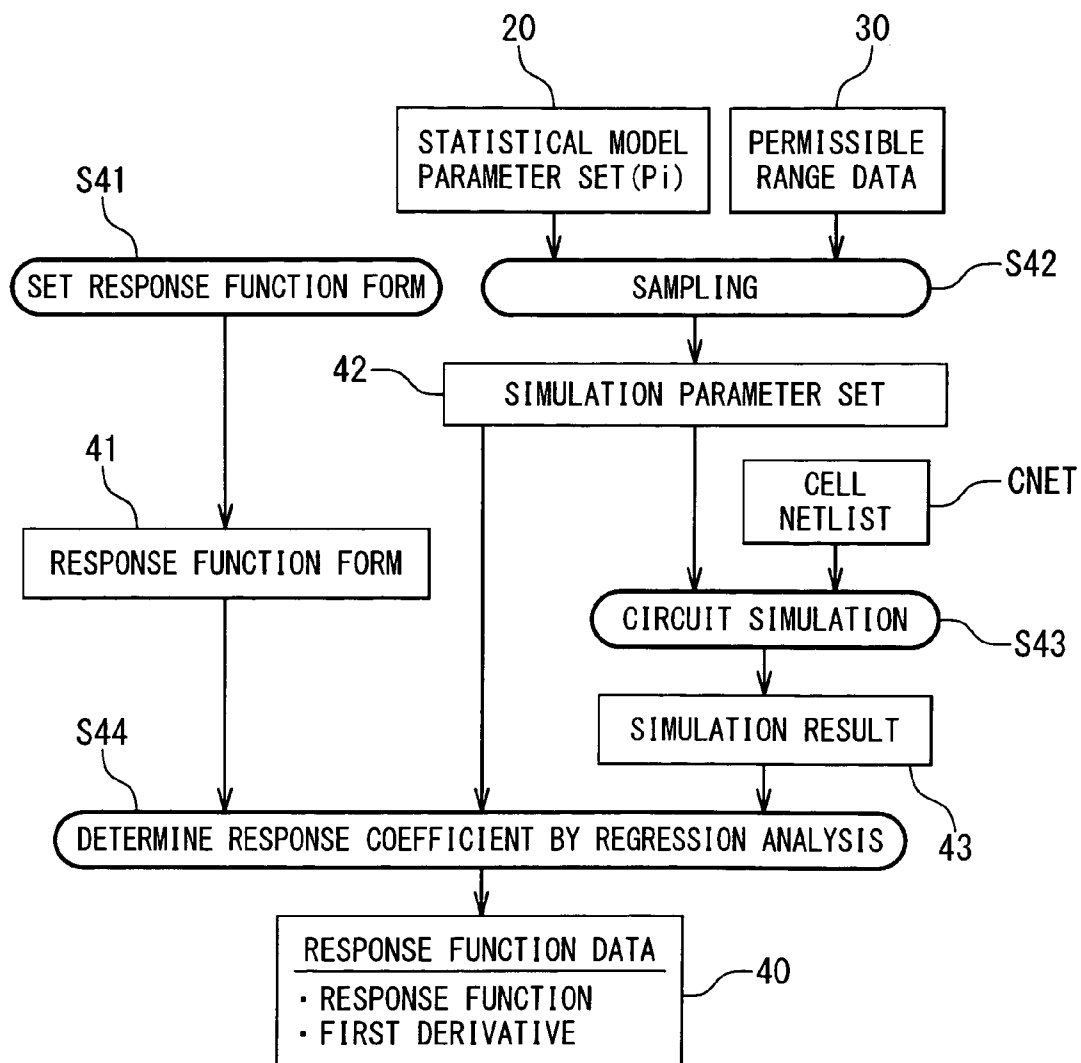 20
30
STATISTICAL MODEL
PARAMETER SET(Pi)
PERMISSIBLE
RANGE DATA
S41
SET RESPONSE FUNCTION FORM
SAMPLING
S42
42
SIMULATION PARAMETER SET
41
RESPONSE FUNCTION FORM
CELL
NETLIST
CNET
CIRCUIT SIMULATION
S43
SIMULATION RESULT
43
S44
DETERMINE RESPONSE COEFFICIENT BY REGRESSION ANALYSIS
RESPONSE FUNCTION DATA
・RESPONSE FUNCTION
・FIRST DERIVATIVE
40